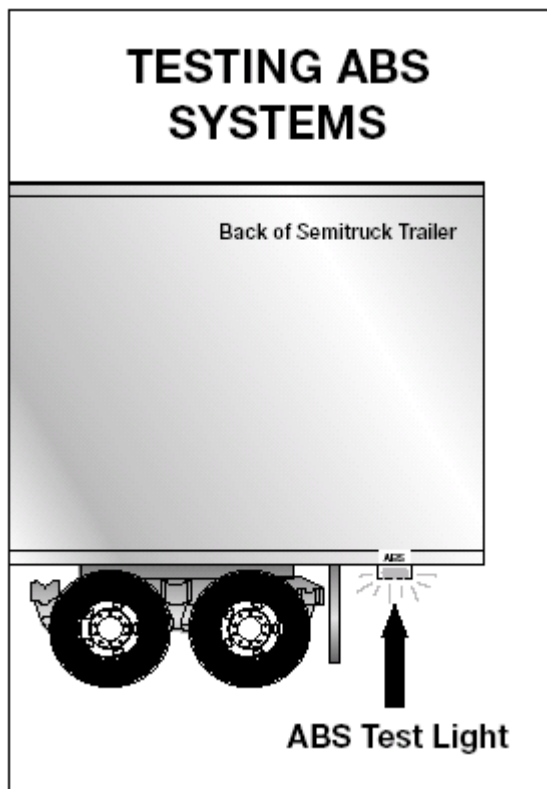 TESTING ABS
SYSTEMS
Back of Semitruck Trailer
ABS
ABS Test Light